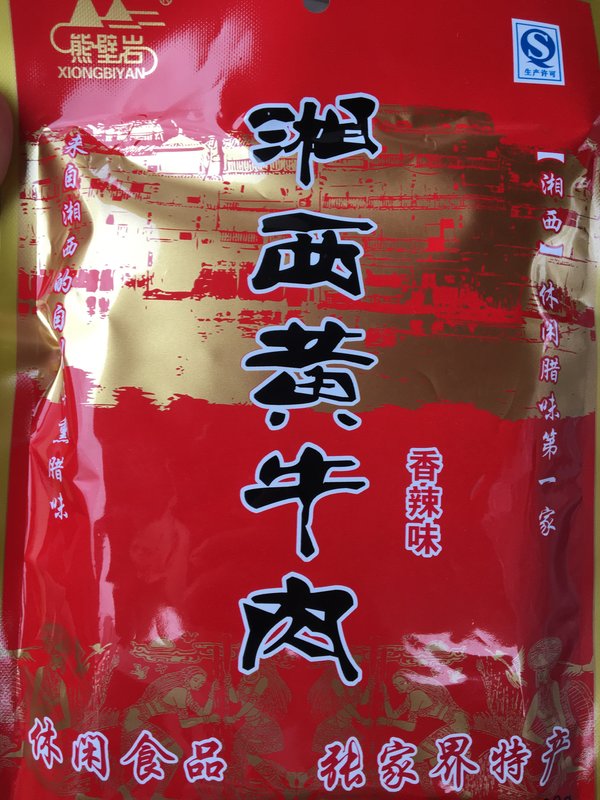 熊壁岩
XIONGBIYAN
生产许可
湘西黄牛肉
香辣味
【湘西】休闲腊味第一家
来自湘西的自
熏腊味
休闲食品
张家界特产